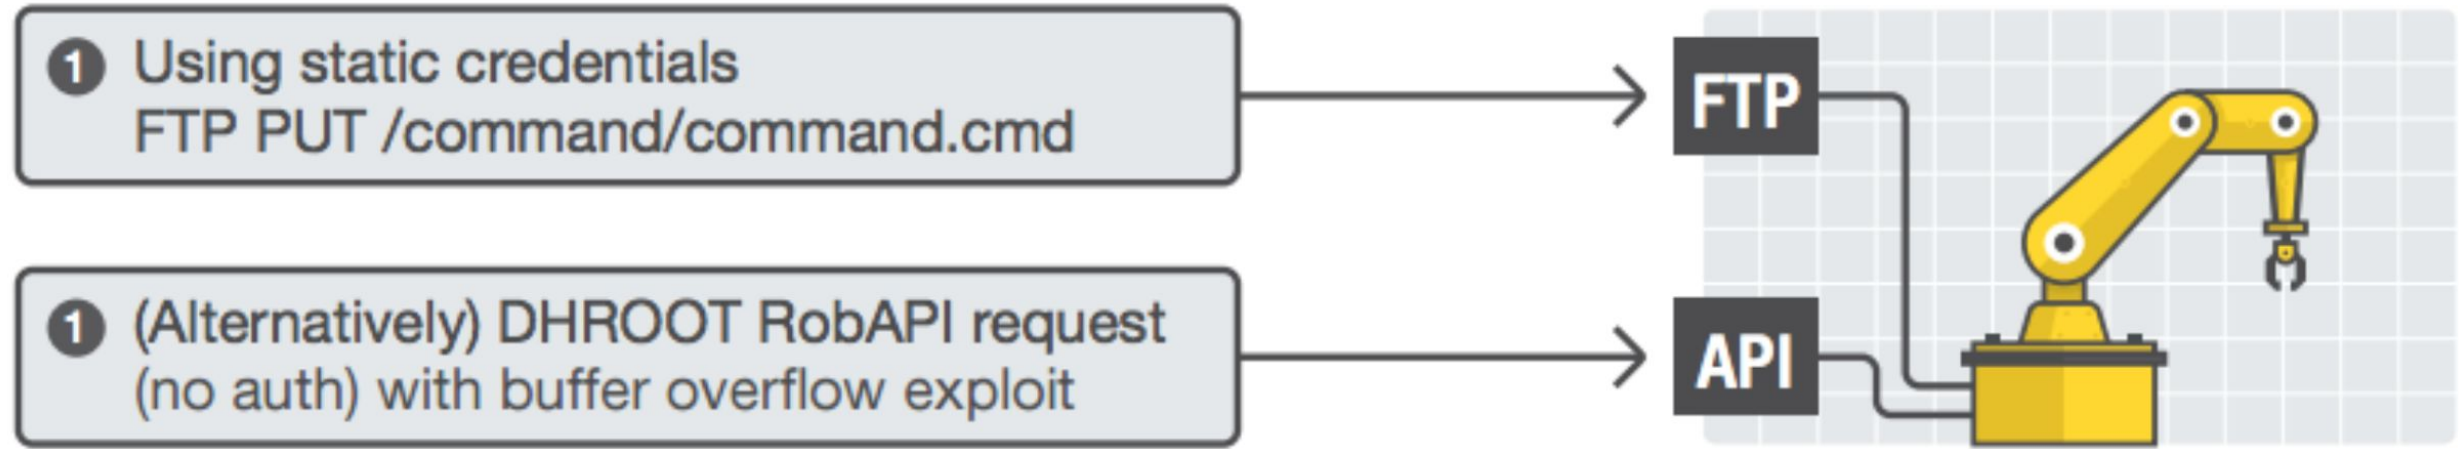 1 Using static credentials
FTP PUT /command/command.cmd
FTP
1 (Alternatively) DHROOT RobAPI request
(no auth) with buffer overflow exploit
API